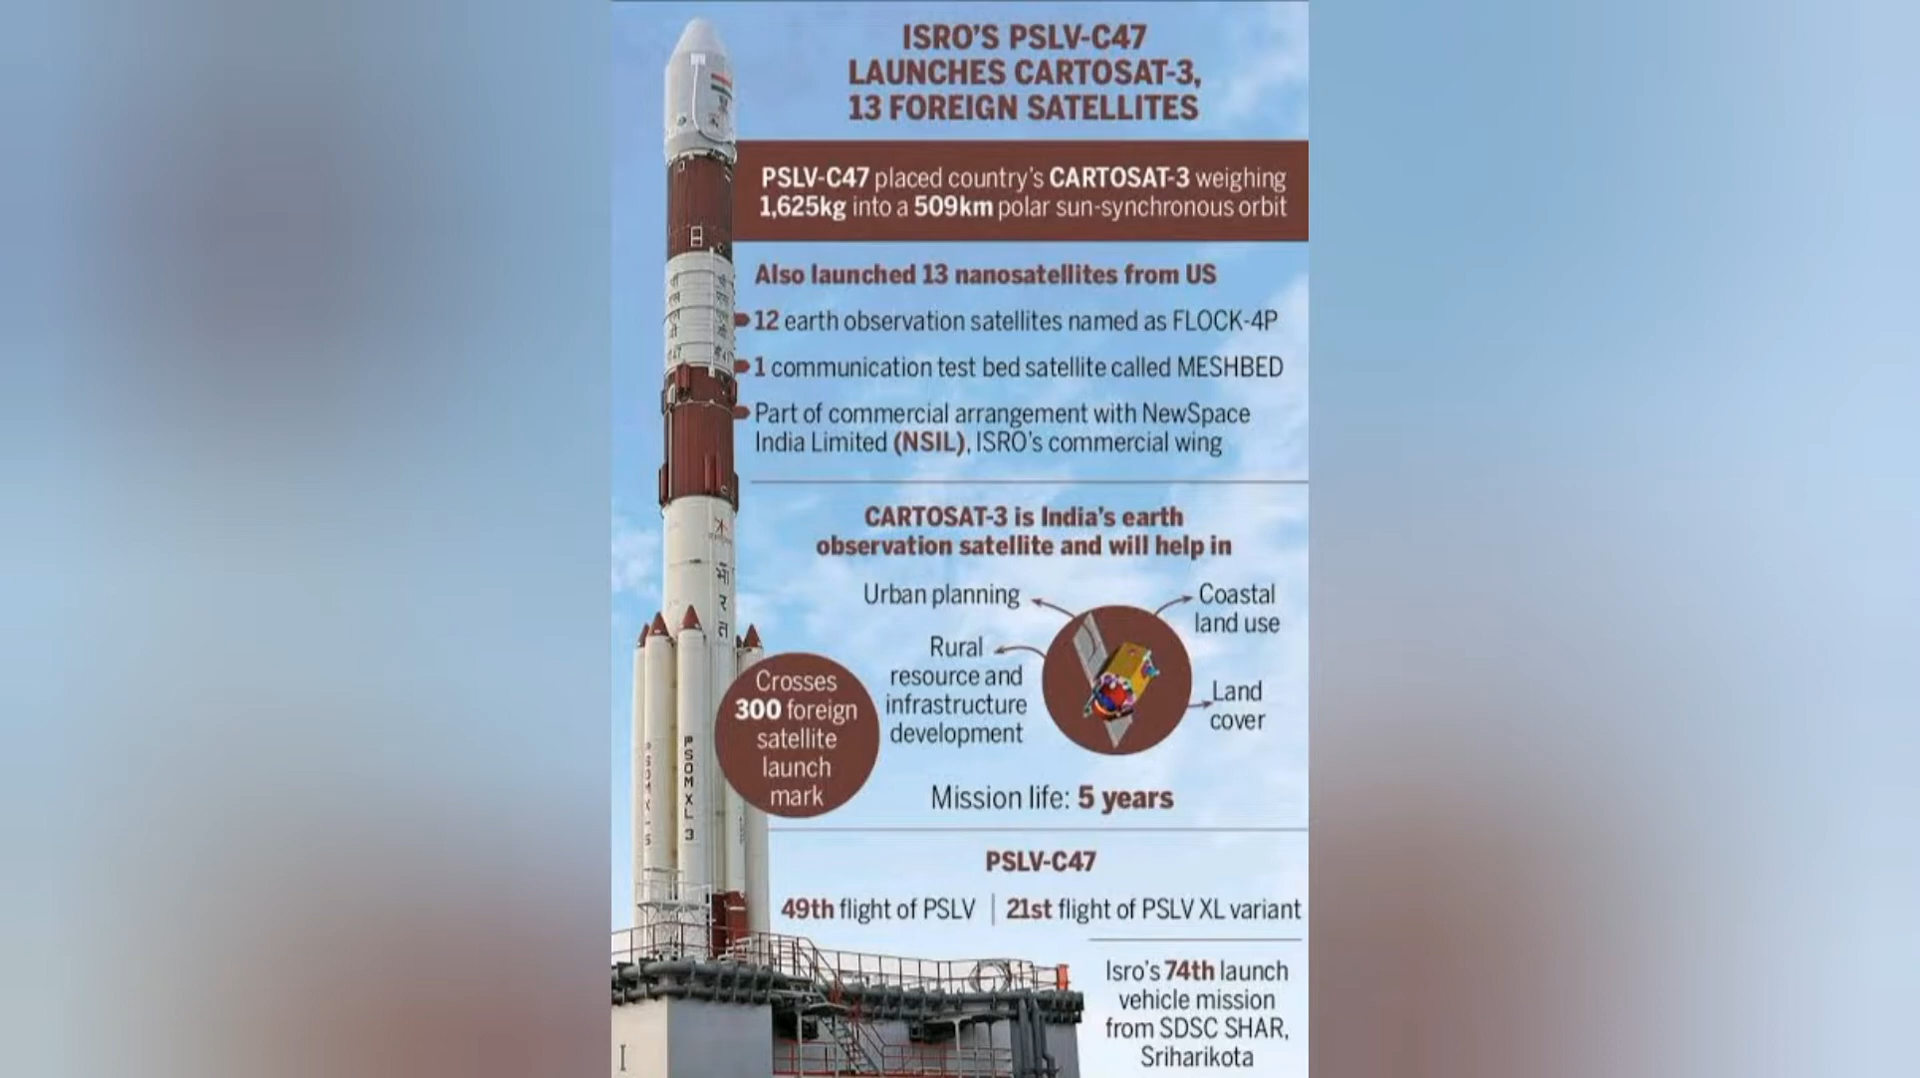 ISRO'S PSLV-C47
LAUNCHES CARTOSAT-3,
13 FOREIGN SATELLITES
PSLV-C47 placed country's CARTOSAT-3 weighing
1,625kg into a 509km polar sun-synchronous orbit
Also launched 13 nanosatellites from US
12 earth observation satellites named as FLOCK-4P
1 communication test bed satellite called MESHBED
Part of commercial arrangement with NewSpace
India Limited (NSIL), ISRO's commercial wing
CARTOSAT-3 is India's earth
observation satellite and will help in
Urban planning
Rural
resource and
infrastructure
development
Coastal
land use
Land
cover
Crosses
300 foreign
satellite
launch
mark
Mission life: 5 years
PSLV-C47
49th flight of PSLV | 21st flight of PSLV XL variant
Isro's 74th launch
vehicle mission
from SDSC SHAR,
Sriharikota
भारत
PSOM XL 3